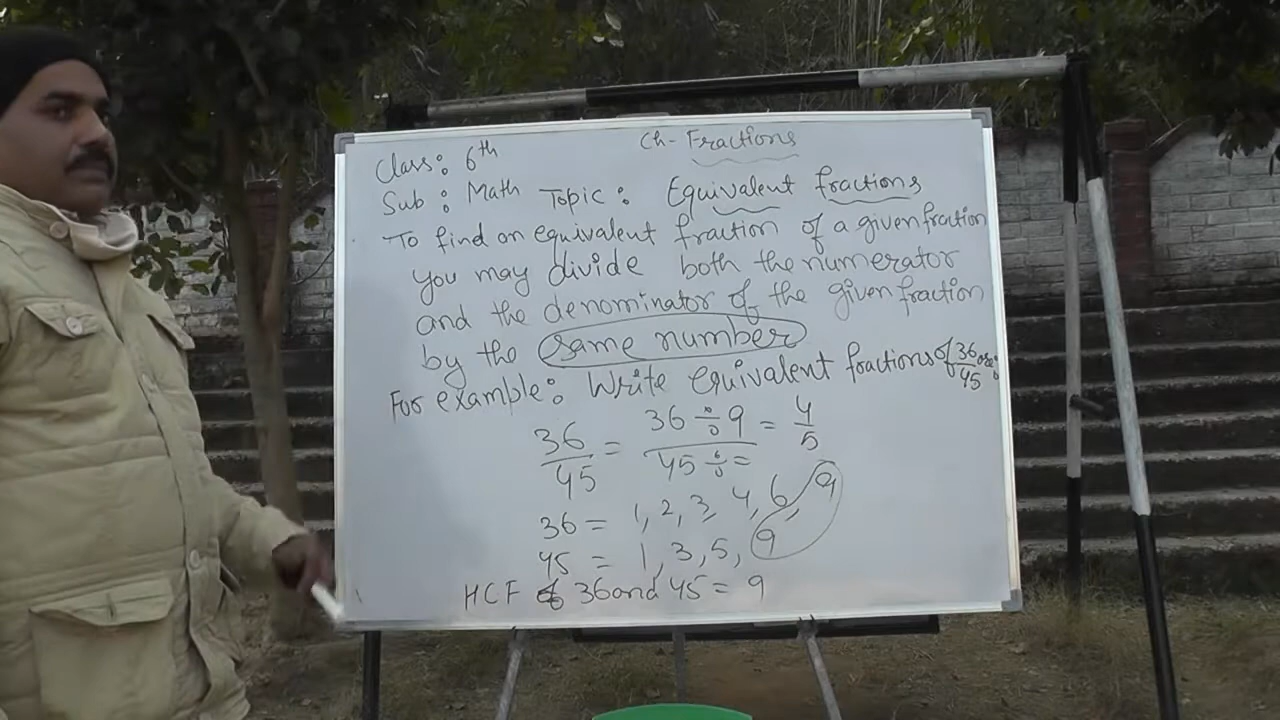 Ch- Fractions
Class: 6th
Sub: Math Topic: Equivalent fractions
To find an equivalent fraction of a given fraction
you may divide both the numerator
and the denominator of the given fraction
by the same number
For example: Write equivalent fractions of 36/45 are:
36/45 = 36 ÷ 9 / 45 ÷ = 4/5
36 = 1, 2, 3, 4, 6, 9
45 = 1, 3, 5, 9
HCF of 36 and 45 = 9